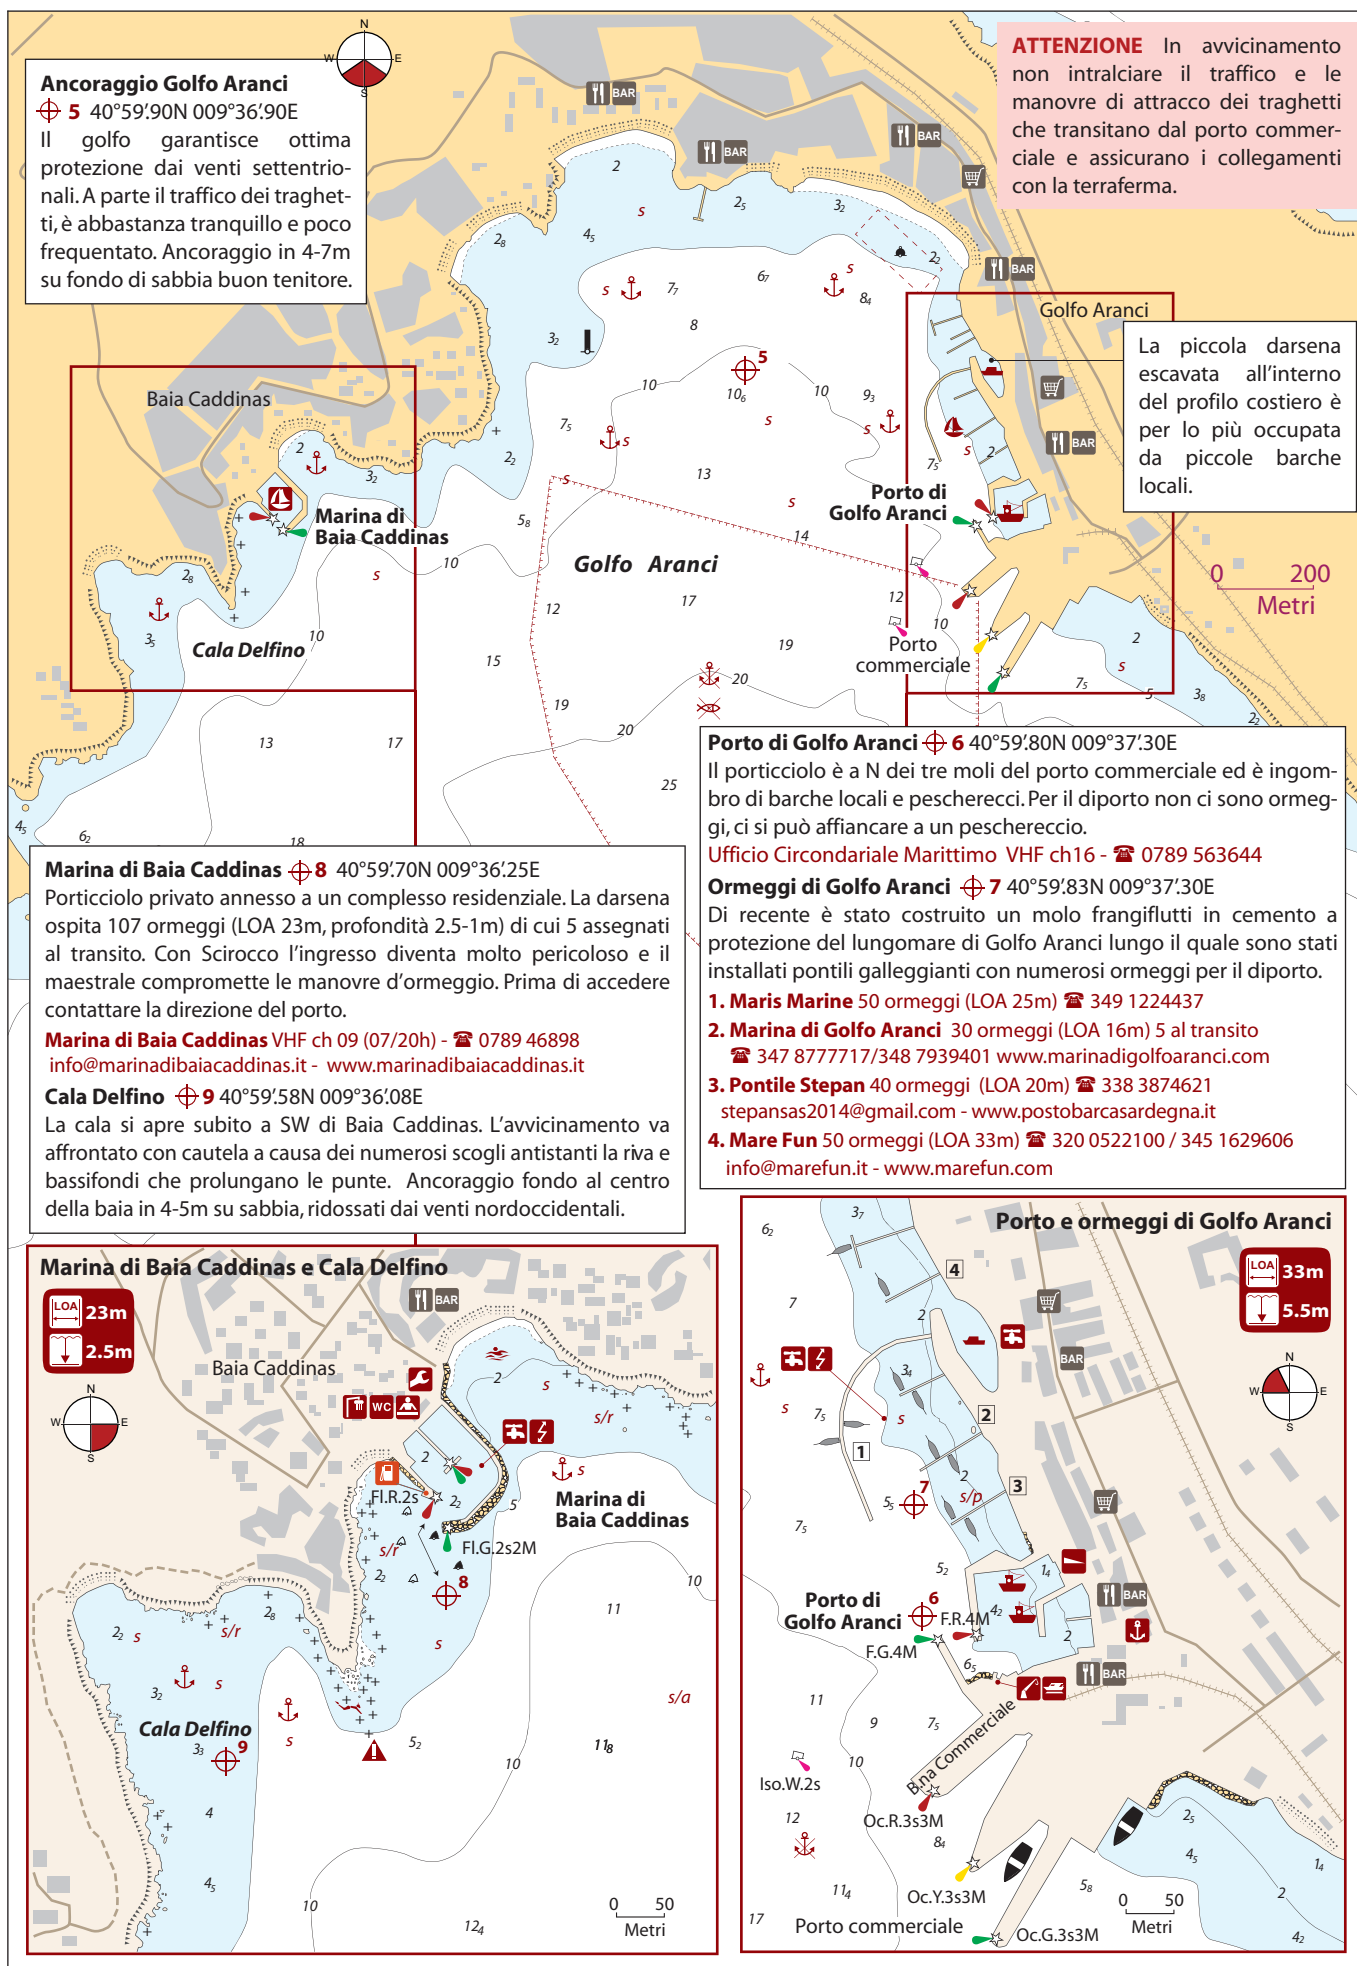 Ancoraggio Golfo Aranci
5 40°59'.90N 009°36'.90E
Il golfo garantisce ottima
protezione dai venti settentrio-
nali. A parte il traffico dei traghet-
ti, è abbastanza tranquillo e poco
frequentato. Ancoraggio in 4-7m
su fondo di sabbia buon tenitore.
N
W E
S
ATTENZIONE In avvicinamento
non intralciare il traffico e le
manovre di attracco dei traghetti
che transitano dal porto commer-
ciale e assicurano i collegamenti
con la terraferma.
BAR
BAR
BAR
BAR
BAR
Golfo Aranci
La piccola darsena
escavata all'interno
del profilo costiero è
per lo più occupata
da piccole barche
locali.
Baia Caddinas
Marina di
Baia Caddinas
Cala Delfino
Golfo Aranci
Porto di
Golfo Aranci
Porto
commerciale
0 200
Metri
5
Porto di Golfo Aranci 6 40°59'.80N 009°37'.30E
Il porticciolo è a N dei tre moli del porto commerciale ed è ingom-
bro di barche locali e pescherecci. Per il diporto non ci sono ormeg-
gi, ci si può affiancare a un peschereccio.
Ufficio Circondariale Marittimo VHF ch16 - ☎ 0789 563644
Ormeggi di Golfo Aranci 7 40°59'.83N 009°37'.30E
Di recente è stato costruito un molo frangiflutti in cemento a
protezione del lungomare di Golfo Aranci lungo il quale sono stati
installati pontili galleggianti con numerosi ormeggi per il diporto.
1. Maris Marine 50 ormeggi (LOA 25m) ☎ 349 1224437
2. Marina di Golfo Aranci 30 ormeggi (LOA 16m) 5 al transito
☎ 347 8777717/348 7939401 www.marinadigolfoaranci.com
3. Pontile Stepan 40 ormeggi (LOA 20m) ☎ 338 3874621
stepansas2014@gmail.com - www.postobarcasardegna.it
4. Mare Fun 50 ormeggi (LOA 33m) ☎ 320 0522100 / 345 1629606
info@marefun.it - www.marefun.com
Marina di Baia Caddinas 8 40°59'.70N 009°36'.25E
Porticciolo privato annesso a un complesso residenziale. La darsena
ospita 107 ormeggi (LOA 23m, profondità 2.5-1m) di cui 5 assegnati
al transito. Con Scirocco l'ingresso diventa molto pericoloso e il
maestrale compromette le manovre d'ormeggio. Prima di accedere
contattare la direzione del porto.
Marina di Baia Caddinas VHF ch 09 (07/20h) - ☎ 0789 46898
info@marinadibaiacaddinas.it - www.marinadibaiacaddinas.it
Cala Delfino 9 40°59'.58N 009°36'.08E
La cala si apre subito a SW di Baia Caddinas. L'avvicinamento va
affrontato con cautela a causa dei numerosi scogli antistanti la riva e
bassifondi che prolungano le punte. Ancoraggio fondo al centro
della baia in 4-5m su sabbia, ridossati dai venti nordoccidentali.
Marina di Baia Caddinas e Cala Delfino
LOA 23m
2.5m
N
W E
S
Baia Caddinas
BAR
WC
Fl.R.2s
Fl.G.2s2M
Marina di
Baia Caddinas
8
Cala Delfino
9
s/r
s/r
s/r
s/a
0 50
Metri
Porto e ormeggi di Golfo Aranci
LOA 33m
5.5m
N
W E
S
4
2
1
3
7
s/p
BAR
BAR
BAR
Porto di
Golfo Aranci
6
F.R.4M
F.G.4M
B.na Commerciale
Iso.W.2s
Oc.R.3s3M
Oc.Y.3s3M
Oc.G.3s3M
Porto commerciale
0 50
Metri